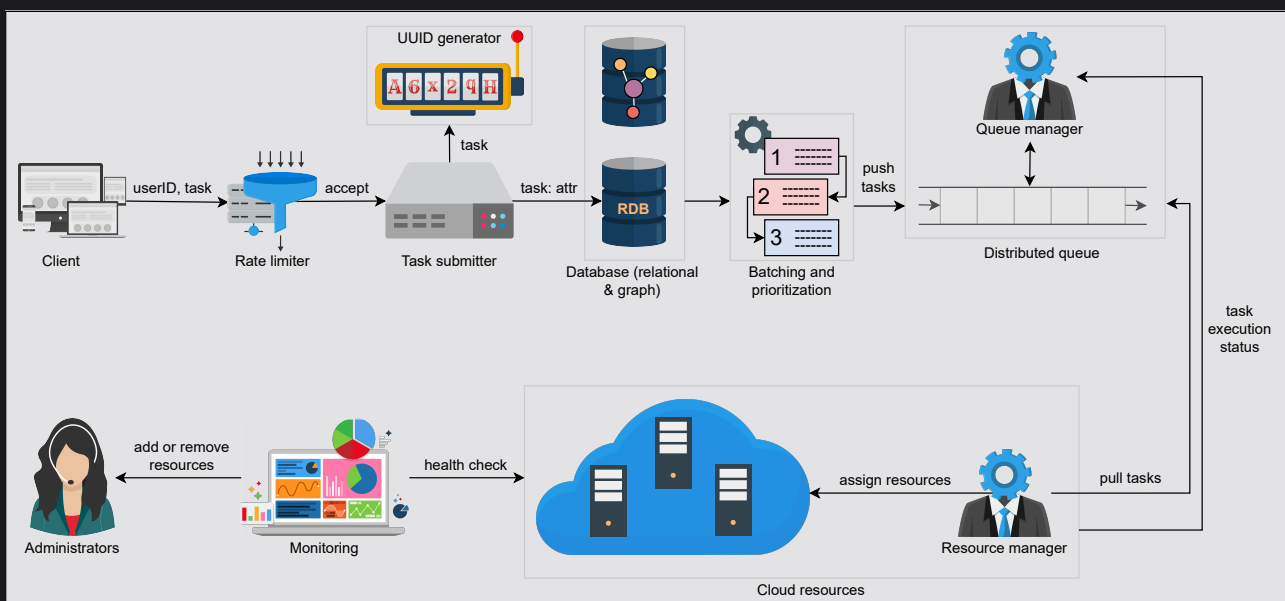 UUID generator
A6x29H
task
userID, task
accept
task: attr
RDB
1
2
3
push
tasks
Queue manager
Client
Rate limiter
Task submitter
Database (relational
& graph)
Batching and
prioritization
Distributed queue
task
execution
status
add or remove
resources
health check
assign resources
pull tasks
Administrators
Monitoring
Resource manager
Cloud resources